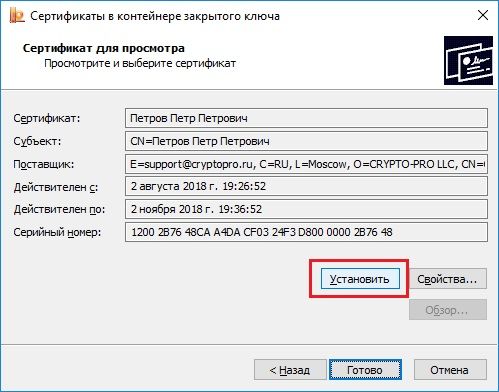 Сертификаты в контейнере закрытого ключа
Сертификат для просмотра
Просмотрите и выберите сертификат
Сертификат: Петров Петр Петрович
Субъект: CN=Петров Петр Петрович
Поставщик: E=support@cryptopro.ru, C=RU, L=Moscow, O=CRYPTO-PRO LLC, CN=
Действителен с: 2 августа 2018 г. 19:26:52
Действителен по: 2 ноября 2018 г. 19:36:52
Серийный номер: 1200 2B76 48CA A4DA CF03 24F3 D800 0000 2B76 48
Установить Свойства...
Обзор...
< Назад Готово Отмена